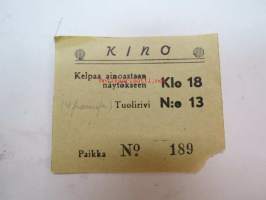 KINO
Kelpaa ainoastaan
näytökseen Klo 18
Tuolirivi N:o 13
Paikka No 189